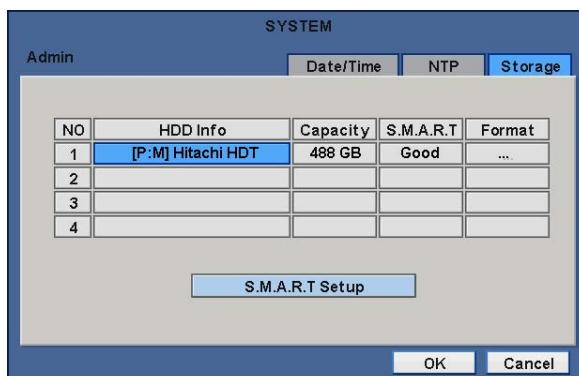 SYSTEM
Admin
Date/Time NTP Storage
NO HDD Info Capacity S.M.A.R.T Format
1 [P:M] Hitachi HDT 488 GB Good ...
2
3
4
S.M.A.R.T Setup
OK Cancel